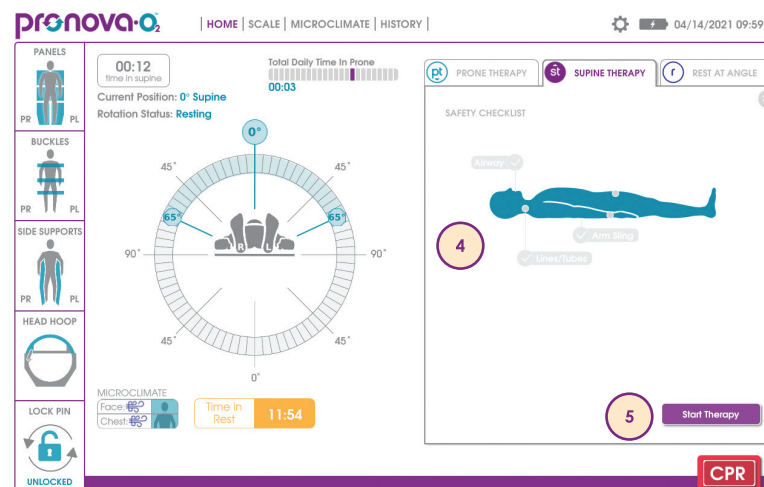 pronova·O₂
| HOME | SCALE | MICROCLIMATE | HISTORY |
04/14/2021 09:59
PANELS
PR PL
BUCKLES
PR PL
SIDE SUPPORTS
PR PL
HEAD HOOP
LOCK PIN
UNLOCKED
00:12
time in supine
Total Daily Time In Prone
00:03
Current Position: 0° Supine
Rotation Status: Resting
0°
45° 45°
65° 65°
R L
90° 90°
45° 45°
0°
MICROCLIMATE
Face:
Chest:
Time in
Rest
11:54
pt PRONE THERAPY
st SUPINE THERAPY
r REST AT ANGLE
SAFETY CHECKLIST
Airway
4
Arm Sling
Lines/Tubes
5
Start Therapy
CPR